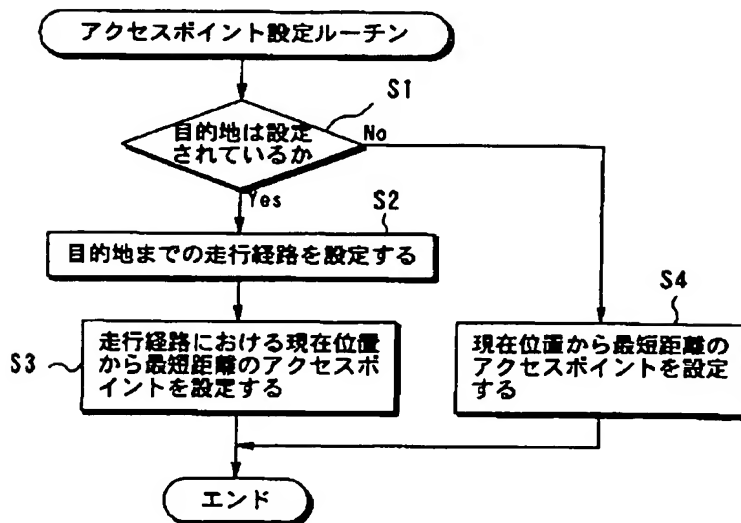 アクセスポイント設定ルーチン
S1
目的地は設定
されているか
No
Yes
S2
目的地までの走行経路を設定する
S3
走行経路における現在位置
から最短距離のアクセスポ
イントを設定する
S4
現在位置から最短距離の
アクセスポイントを設定
する
エンド